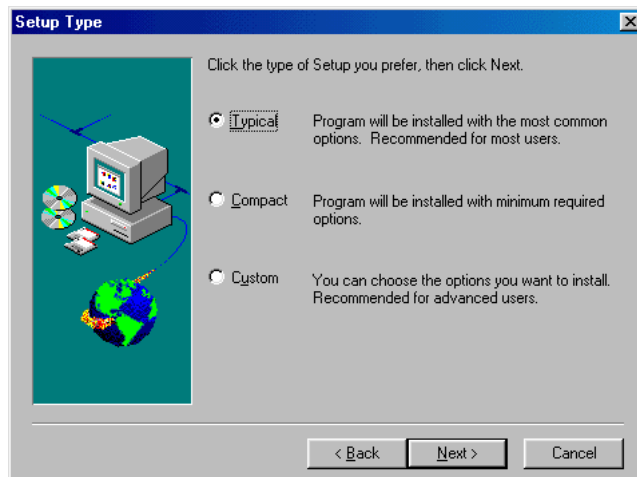 Setup Type
Click the type of Setup you prefer, then click Next.
Typical
Program will be installed with the most common
options. Recommended for most users.
Compact
Program will be installed with minimum required
options.
Custom
You can choose the options you want to install.
Recommended for advanced users.
< Back
Next >
Cancel